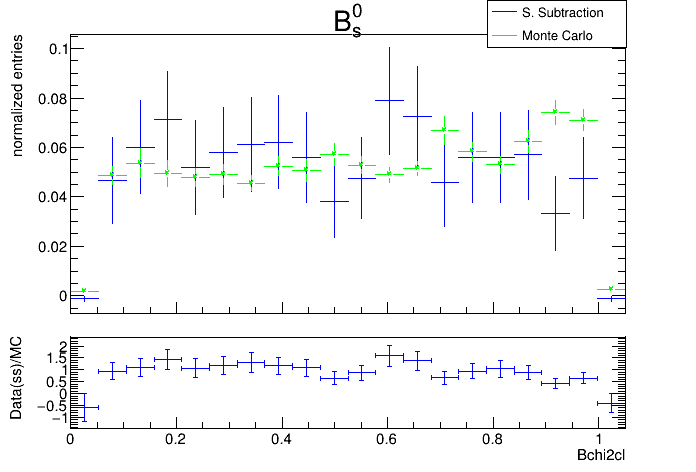 B_s^0
S. Subtraction
Monte Carlo
normalized entries
0.1
0.08
0.06
0.04
0.02
0
Data(ss)/MC
2
1.5
1
0.5
0
−0.5
−1
0 0.2 0.4 0.6 0.8 1
Bchi2cl